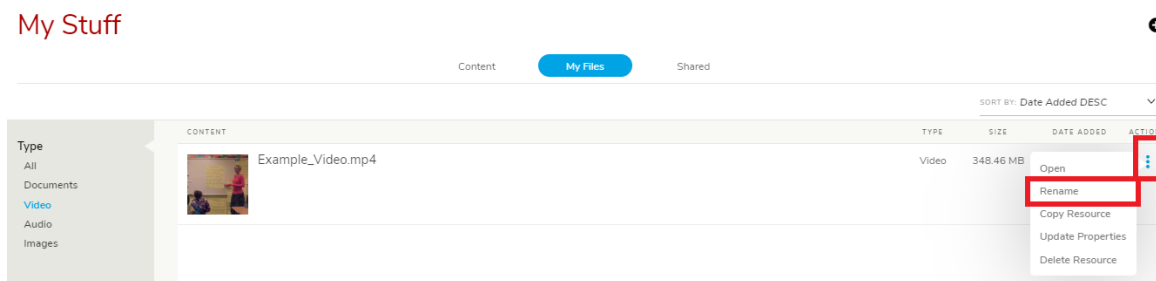 My Stuff
Content My Files Shared
SORT BY: Date Added DESC
Type
All
Documents
Video
Audio
Images
CONTENT TYPE SIZE DATE ADDED ACTION
Example_Video.mp4 Video 348.46 MB
Open
Rename
Copy Resource
Update Properties
Delete Resource